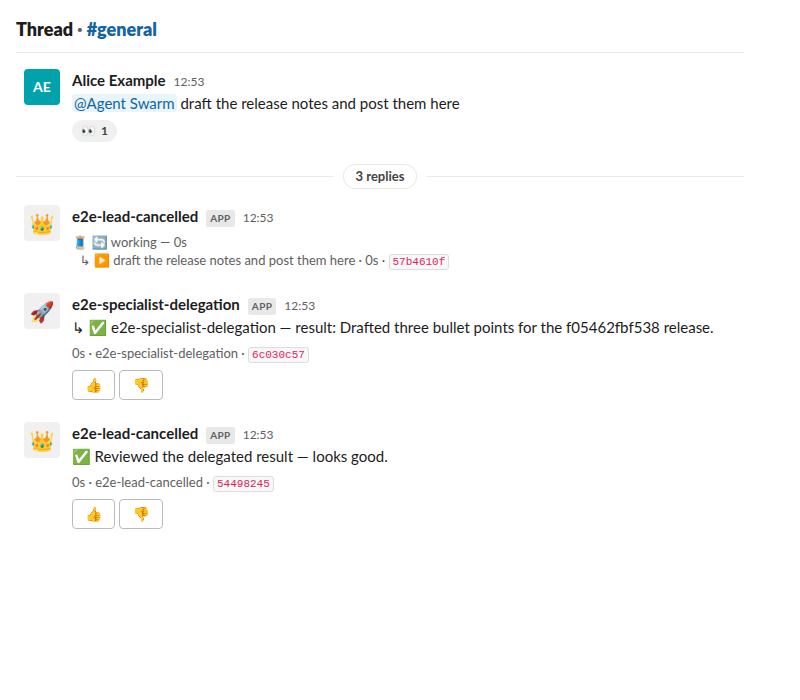 Thread • #general
AE
Alice Example 12:53
@Agent Swarm draft the release notes and post them here
👀 1
3 replies
e2e-lead-cancelled APP 12:53
🧵 🔄 working — 0s
↳ ▶️ draft the release notes and post them here · 0s · 57b4610f
e2e-specialist-delegation APP 12:53
↳ ✅ e2e-specialist-delegation — result: Drafted three bullet points for the f05462fbf538 release.
0s · e2e-specialist-delegation · 6c030c57
👍 👎
e2e-lead-cancelled APP 12:53
✅ Reviewed the delegated result — looks good.
0s · e2e-lead-cancelled · 54498245
👍 👎